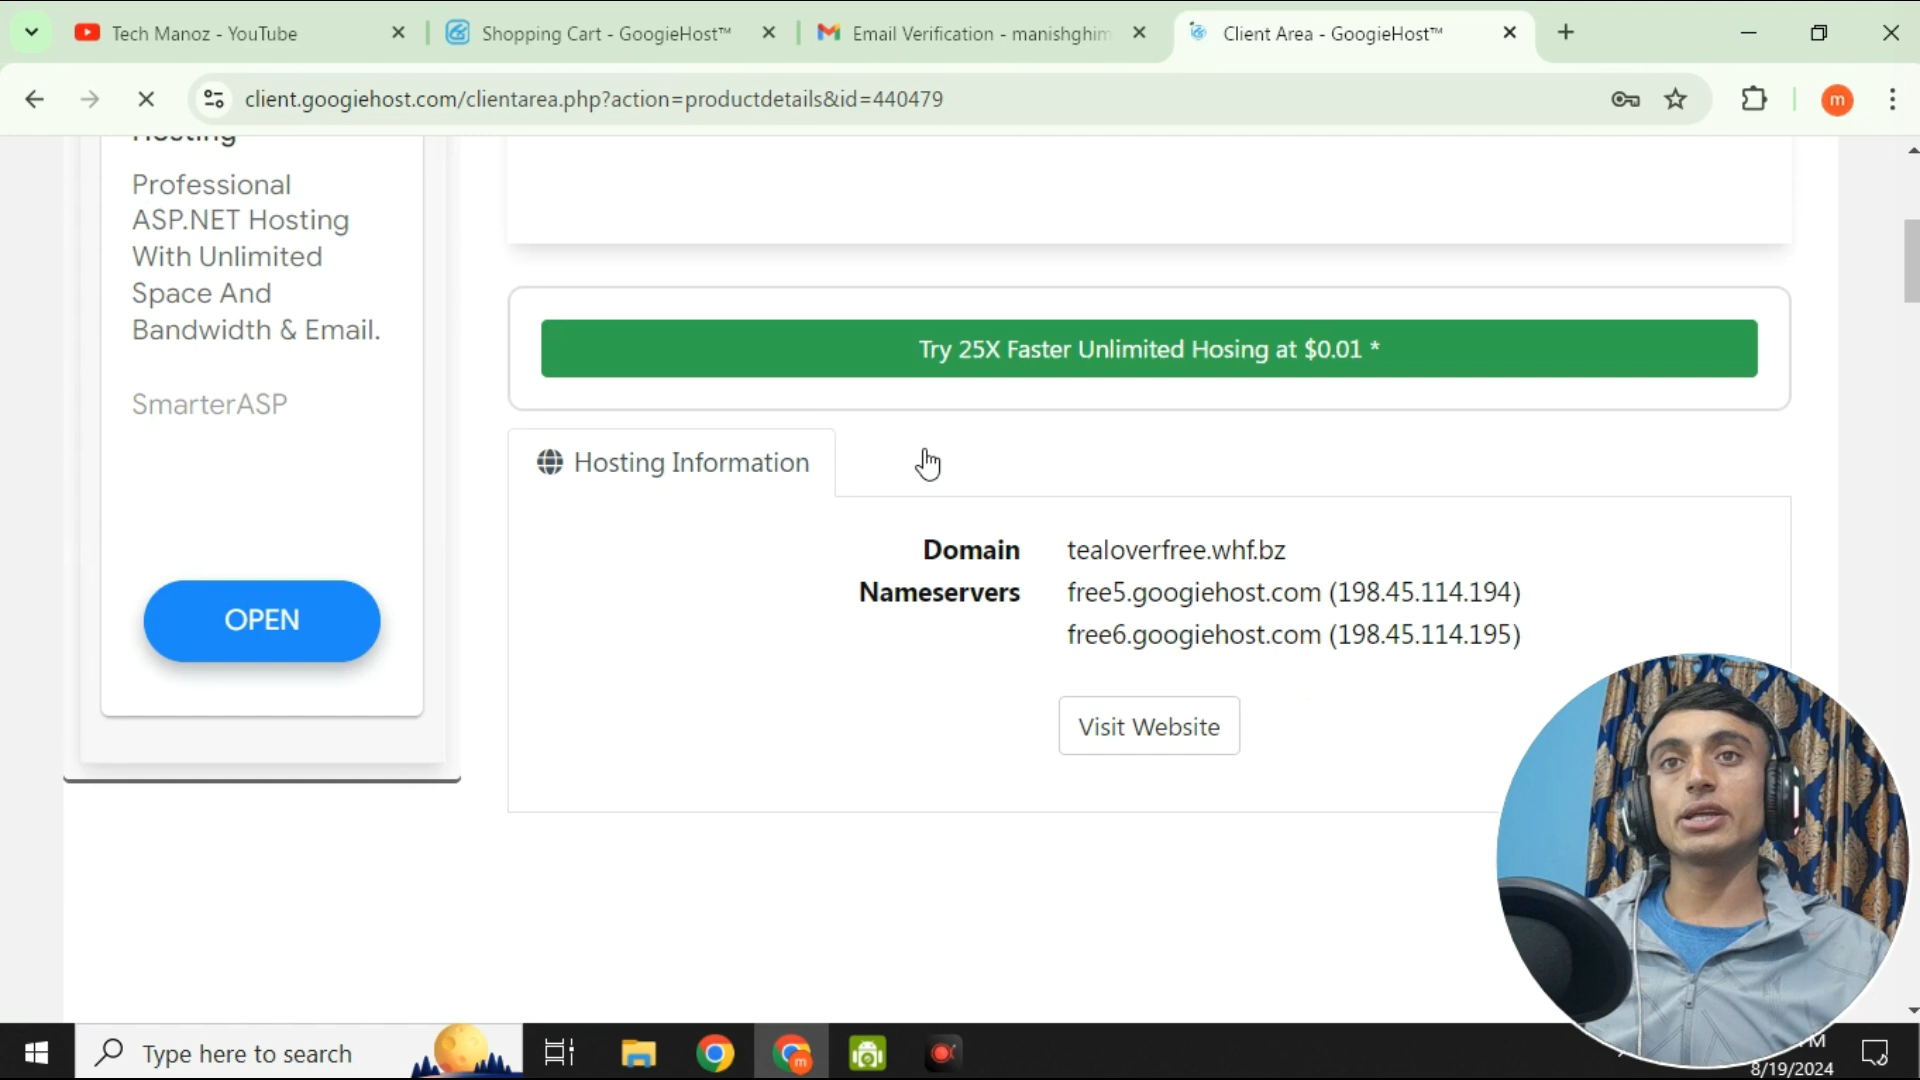 Tech Manoz - YouTube
Shopping Cart - GoogieHost™
Email Verification - manishghim
Client Area - GoogieHost™
client.googiehost.com/clientarea.php?action=productdetails&id=440479
m
Hosting
Professional
ASP.NET Hosting
With Unlimited
Space And
Bandwidth & Email.
SmarterASP
OPEN
Try 25X Faster Unlimited Hosing at $0.01 *
Hosting Information
Domain tealoverfree.whf.bz
Nameservers free5.googiehost.com (198.45.114.194)
free6.googiehost.com (198.45.114.195)
Visit Website
Type here to search
m
8/19/2024